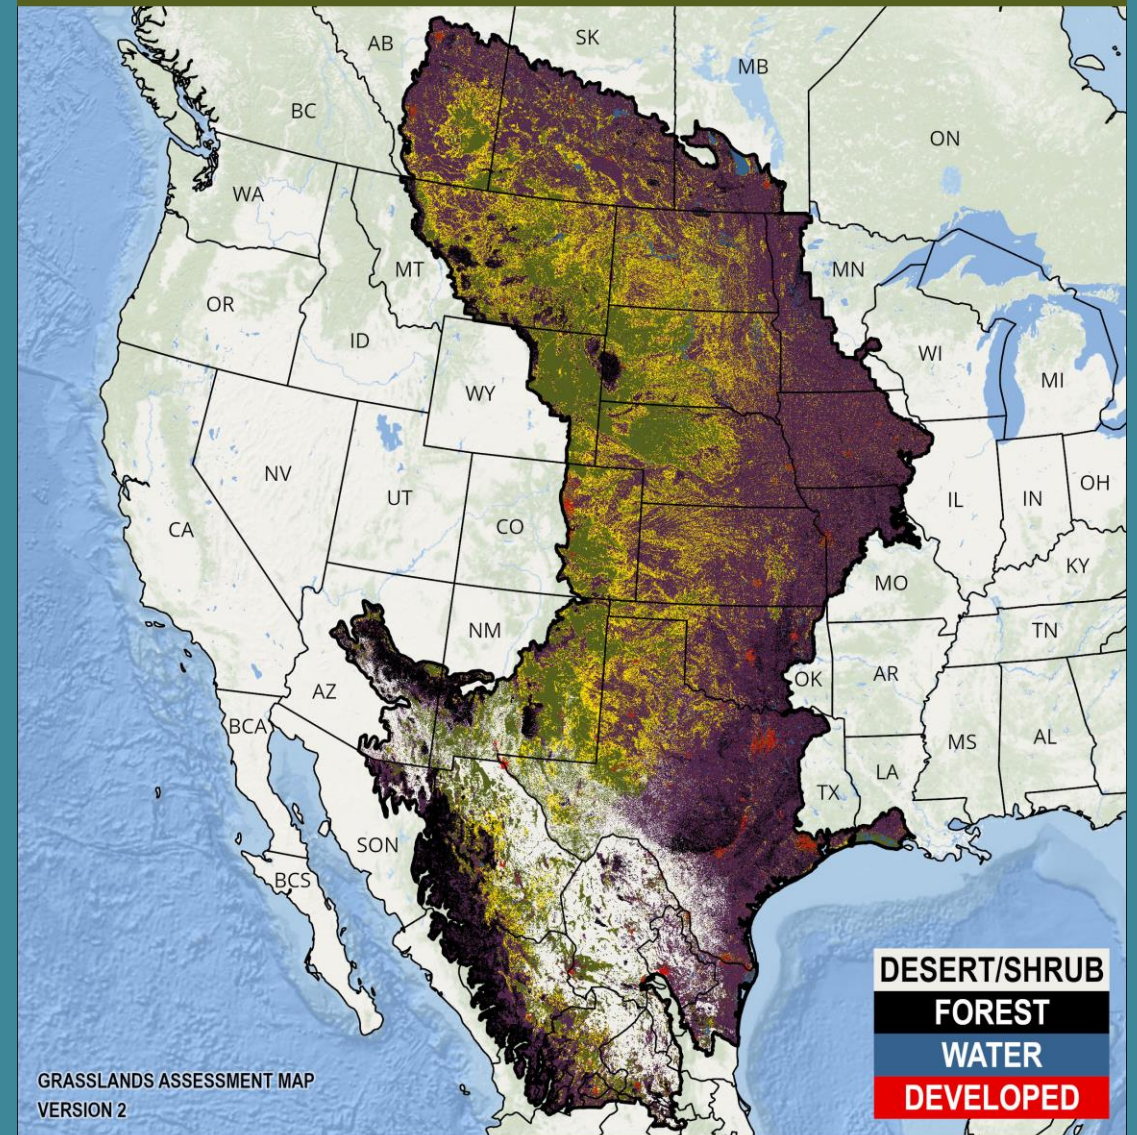 AB
SK
MB
BC
ON
WA
MT
MN
OR
ID
WI
MI
WY
NV
UT
CO
IL
IN
OH
CA
MO
KY
NM
TN
AZ
OK
AR
BCA
MS
AL
LA
TX
SON
BCS
DESERT/SHRUB
FOREST
WATER
DEVELOPED
GRASSLANDS ASSESSMENT MAP
VERSION 2